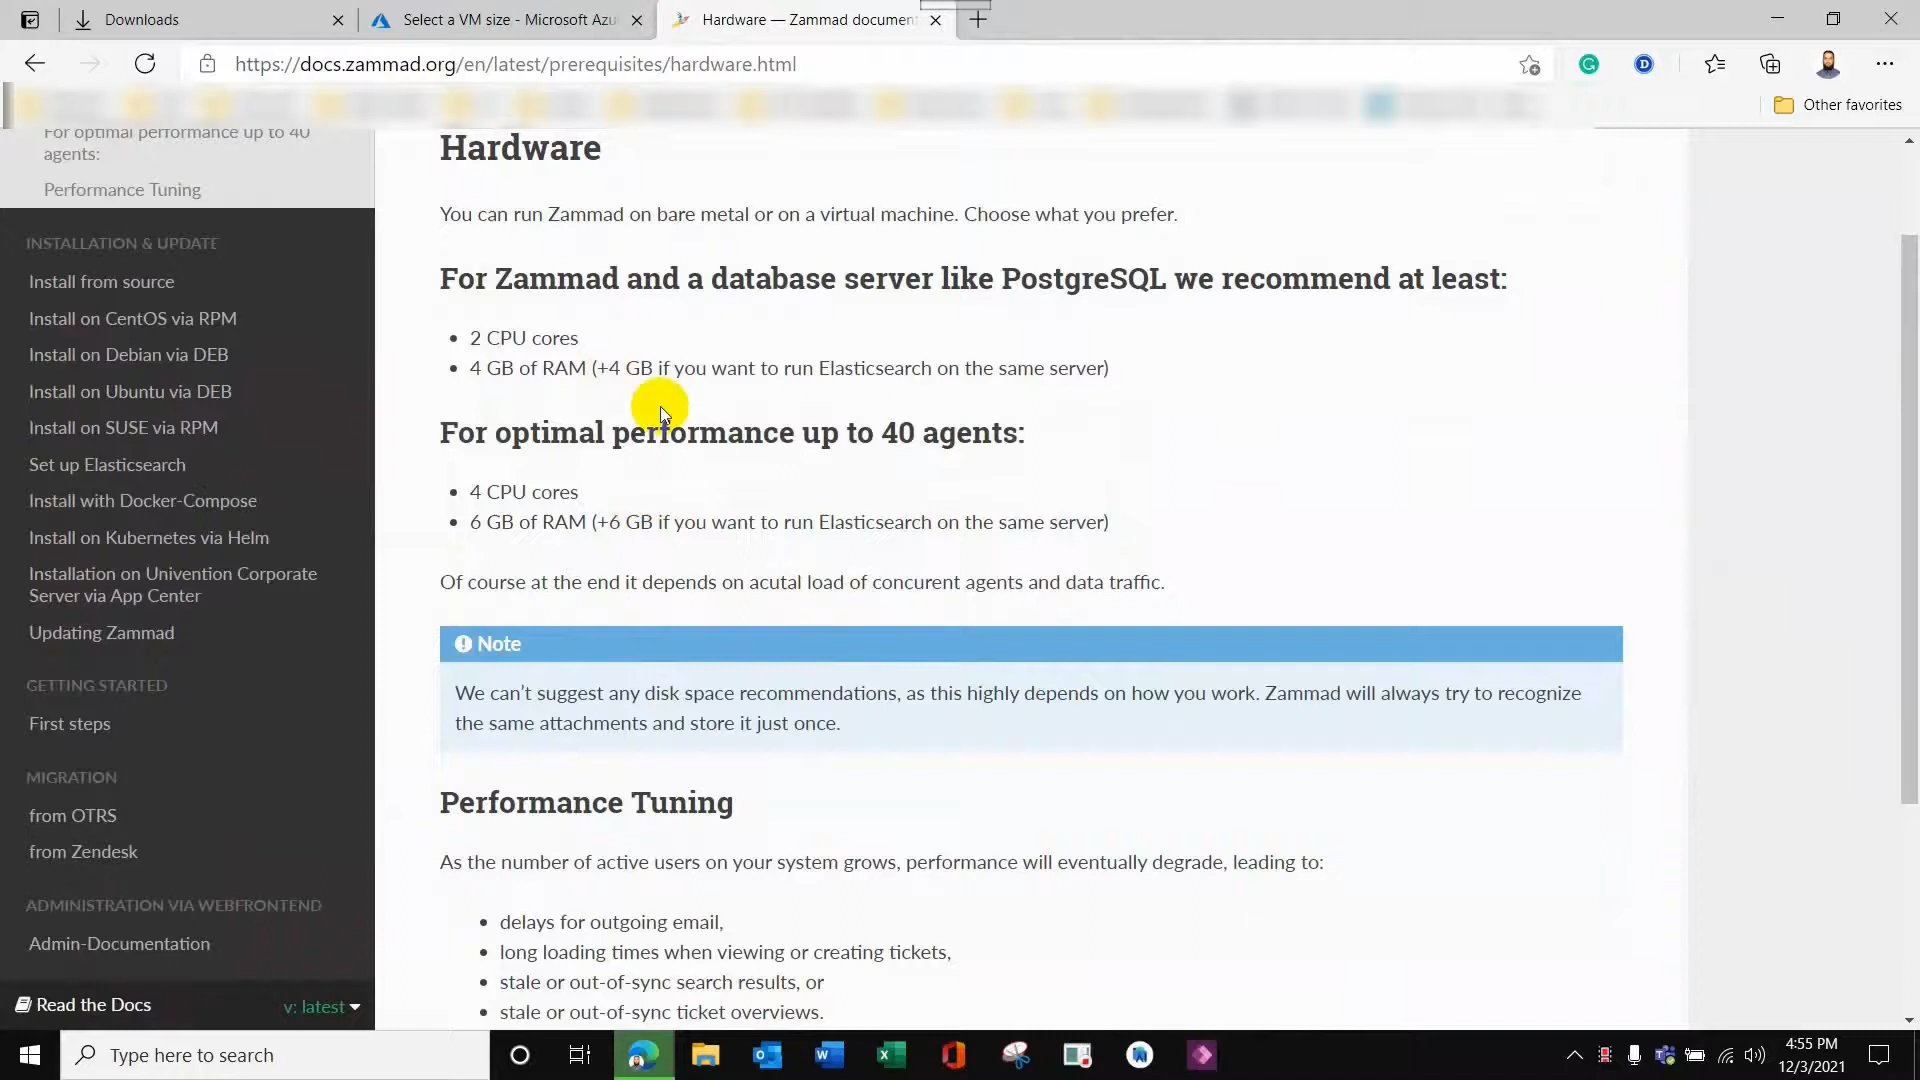 Downloads
Select a VM size - Microsoft Azu
Hardware — Zammad documen
https://docs.zammad.org/en/latest/prerequisites/hardware.html
Other favorites
For optimal performance up to 40
agents:
Performance Tuning
INSTALLATION & UPDATE
Install from source
Install on CentOS via RPM
Install on Debian via DEB
Install on Ubuntu via DEB
Install on SUSE via RPM
Set up Elasticsearch
Install with Docker-Compose
Install on Kubernetes via Helm
Installation on Univention Corporate
Server via App Center
Updating Zammad
GETTING STARTED
First steps
MIGRATION
from OTRS
from Zendesk
ADMINISTRATION VIA WEBFRONTEND
Admin-Documentation
Read the Docs
v: latest
Hardware
You can run Zammad on bare metal or on a virtual machine. Choose what you prefer.
For Zammad and a database server like PostgreSQL we recommend at least:
• 2 CPU cores
• 4 GB of RAM (+4 GB if you want to run Elasticsearch on the same server)
For optimal performance up to 40 agents:
• 4 CPU cores
• 6 GB of RAM (+6 GB if you want to run Elasticsearch on the same server)
Of course at the end it depends on acutal load of concurent agents and data traffic.
Note
We can't suggest any disk space recommendations, as this highly depends on how you work. Zammad will always try to recognize
the same attachments and store it just once.
Performance Tuning
As the number of active users on your system grows, performance will eventually degrade, leading to:
• delays for outgoing email,
• long loading times when viewing or creating tickets,
• stale or out-of-sync search results, or
• stale or out-of-sync ticket overviews.
Type here to search
4:55 PM
12/3/2021